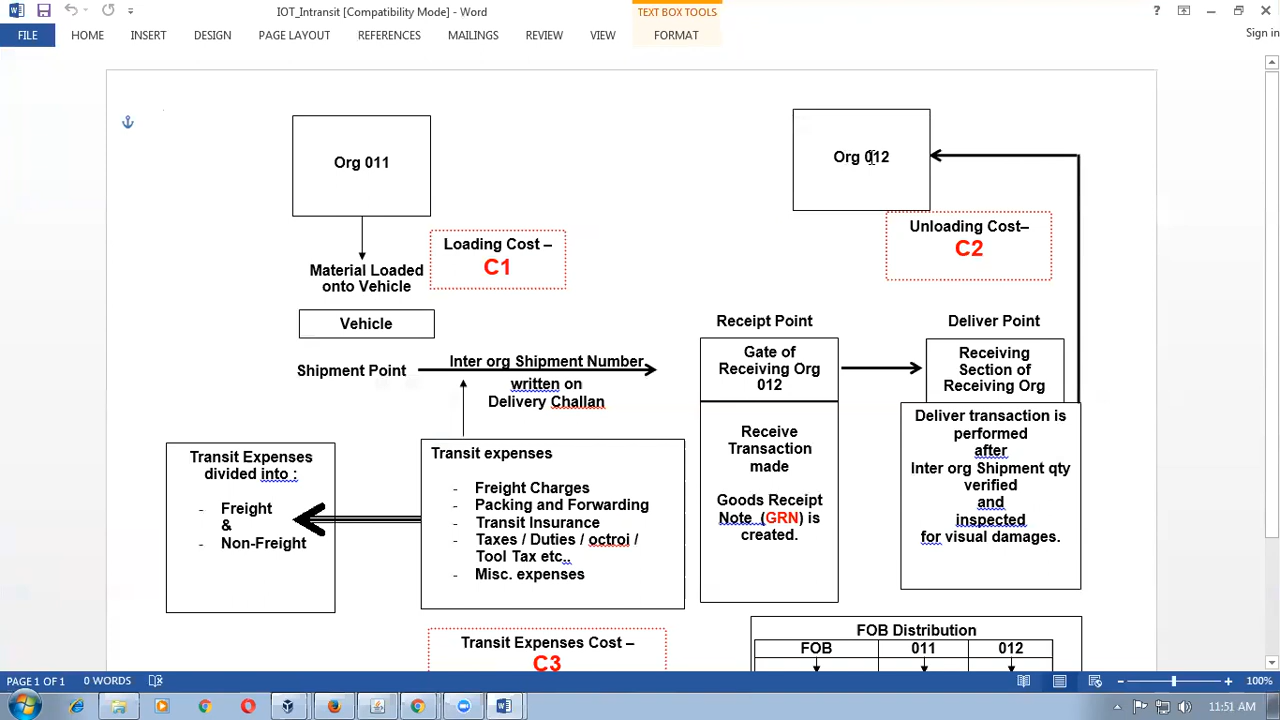 IOT_Intransit [Compatibility Mode] - Word
TEXT BOX TOOLS
?
FILE
HOME
INSERT
DESIGN
PAGE LAYOUT
REFERENCES
MAILINGS
REVIEW
VIEW
FORMAT
Sign in
Org 011
Org 012
Loading Cost –
C1
Unloading Cost–
C2
Material Loaded
onto Vehicle
Vehicle
Receipt Point
Deliver Point
Shipment Point
Inter org Shipment Number
written on
Delivery Challan
Gate of
Receiving Org
012
Receiving
Section of
Receiving Org
Transit Expenses
divided into :
- Freight
&
- Non-Freight
Transit expenses
- Freight Charges
- Packing and Forwarding
- Transit Insurance
- Taxes / Duties / octroi /
Tool Tax etc..
- Misc. expenses
Receive
Transaction
made
Goods Receipt
Note (GRN) is
created.
Deliver transaction is
performed
after
Inter org Shipment qty
verified
and
inspected
for visual damages.
Transit Expenses Cost –
C3
FOB Distribution
FOB 011 012
PAGE 1 OF 1
0 WORDS
100%
11:51 AM